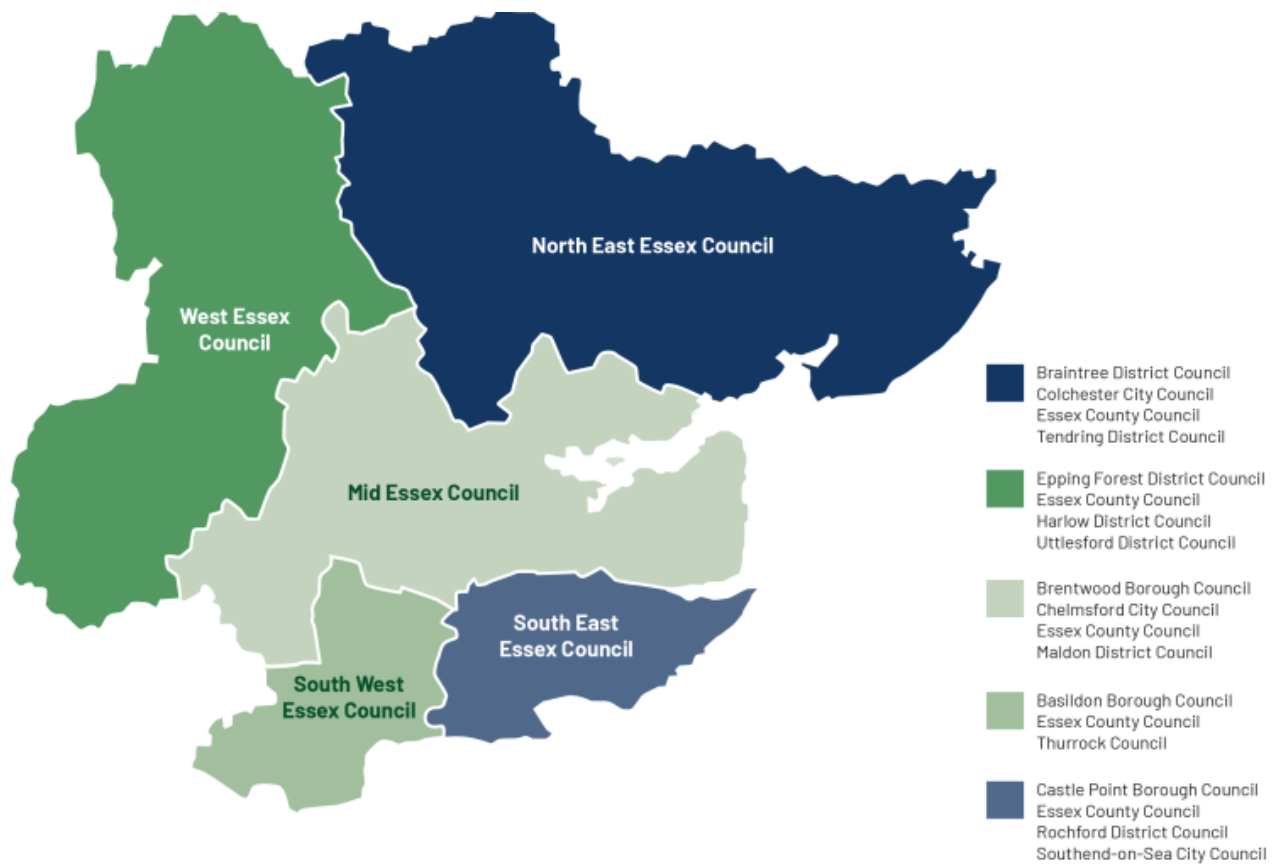 North East Essex Council
West Essex
Council
Mid Essex Council
South East
Essex Council
South West
Essex Council
Braintree District Council
Colchester City Council
Essex County Council
Tendring District Council
Epping Forest District Council
Essex County Council
Harlow District Council
Uttlesford District Council
Brentwood Borough Council
Chelmsford City Council
Essex County Council
Maldon District Council
Basildon Borough Council
Essex County Council
Thurrock Council
Castle Point Borough Council
Essex County Council
Rochford District Council
Southend-on-Sea City Council